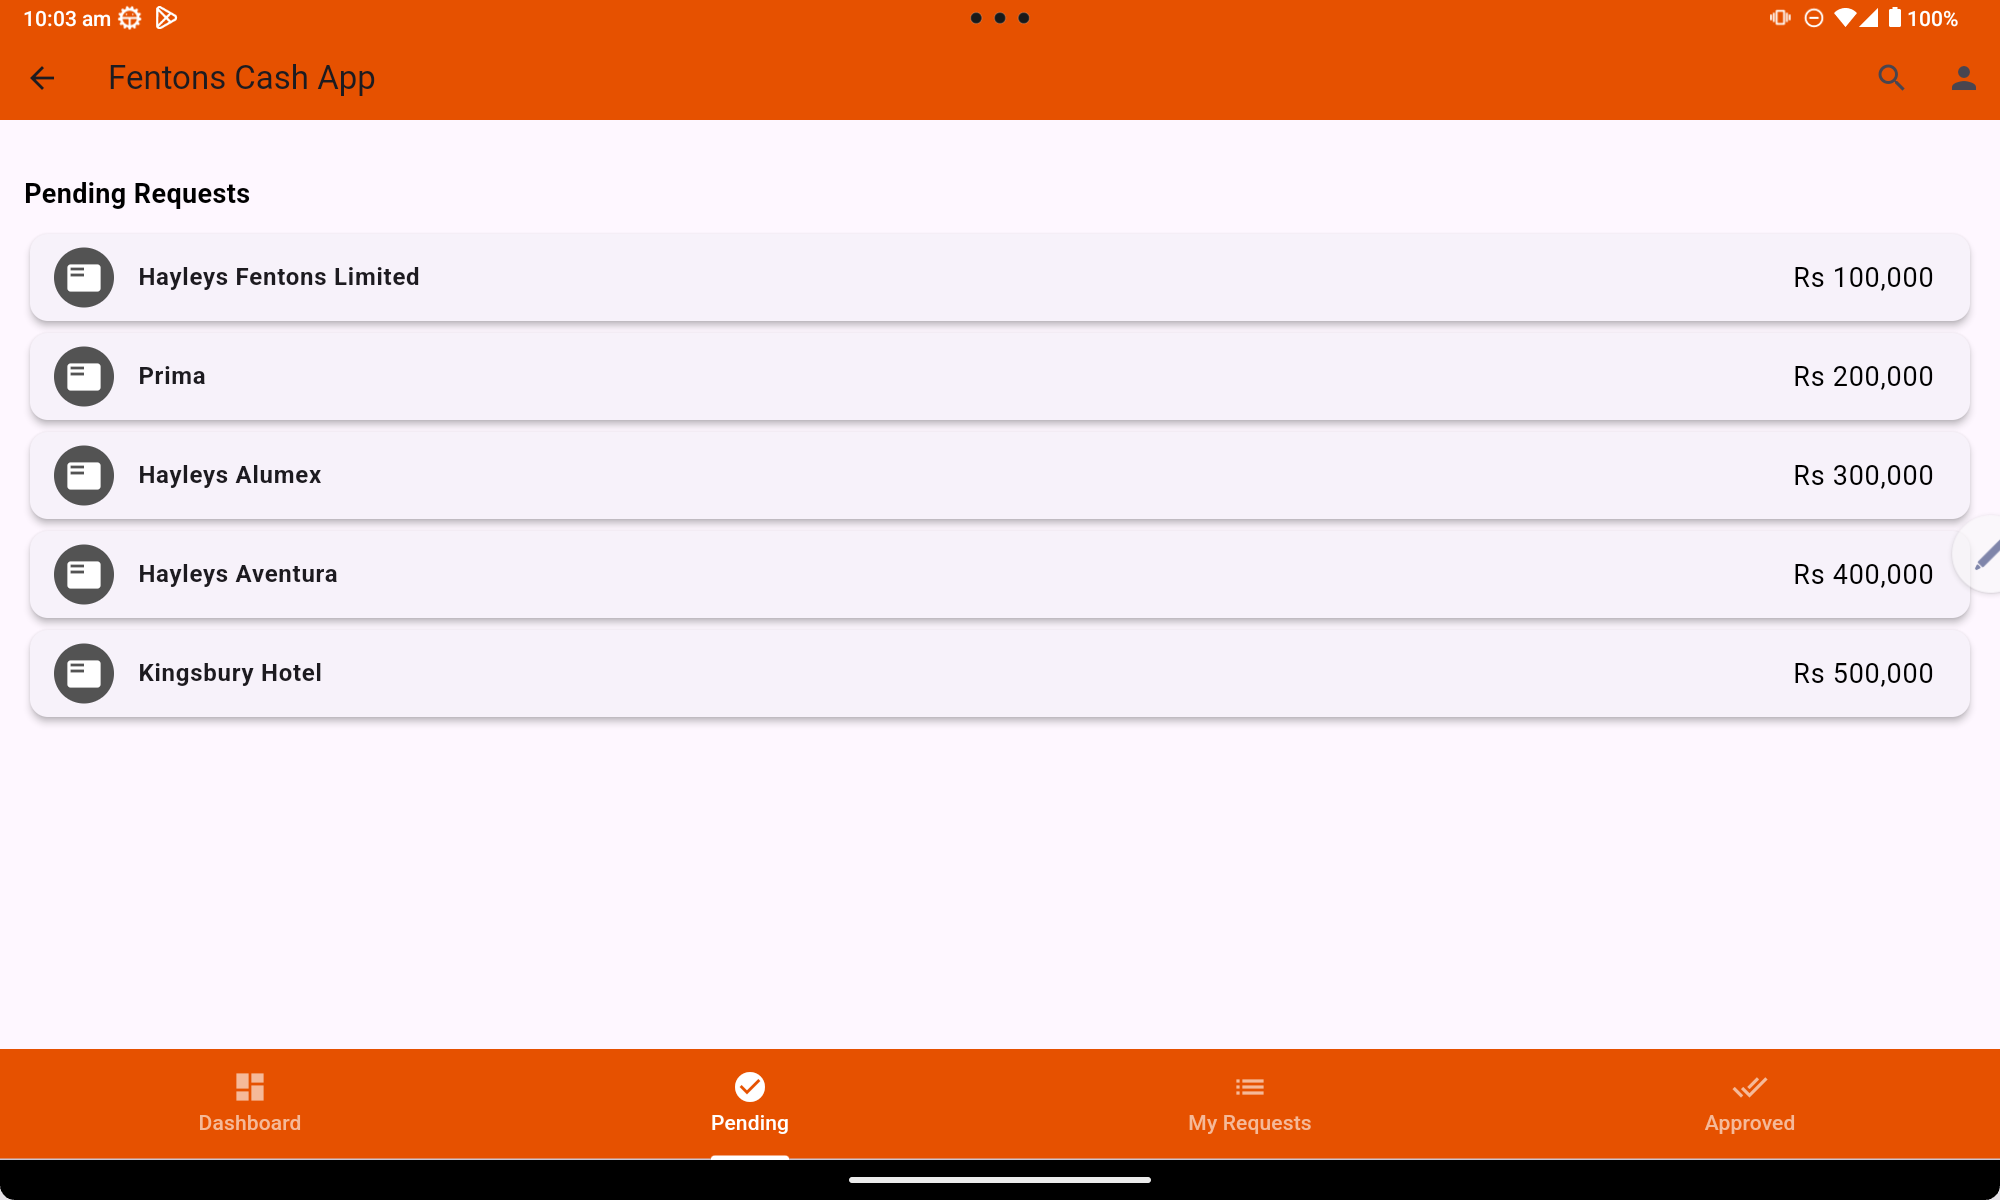 10:03 am
100%
Fentons Cash App
Pending Requests
Hayleys Fentons Limited Rs 100,000
Prima Rs 200,000
Hayleys Alumex Rs 300,000
Hayleys Aventura Rs 400,000
Kingsbury Hotel Rs 500,000
Dashboard Pending My Requests Approved